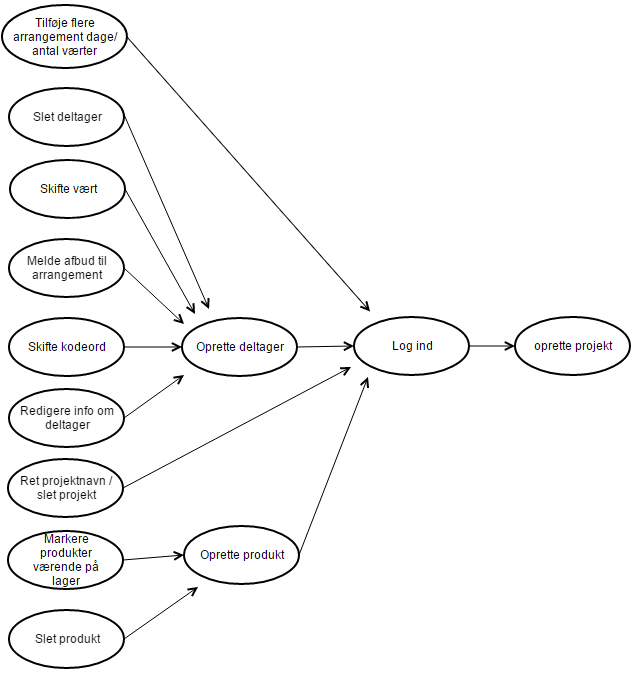 Tilføje flere
arrangement dage/
antal værter
Slet deltager
Skifte vært
Melde afbud til
arrangement
Skifte kodeord
Oprette deltager
Log ind
oprette projekt
Redigere info om
deltager
Ret projektnavn /
slet projekt
Markere
produkter
værende på
lager
Oprette produkt
Slet produkt